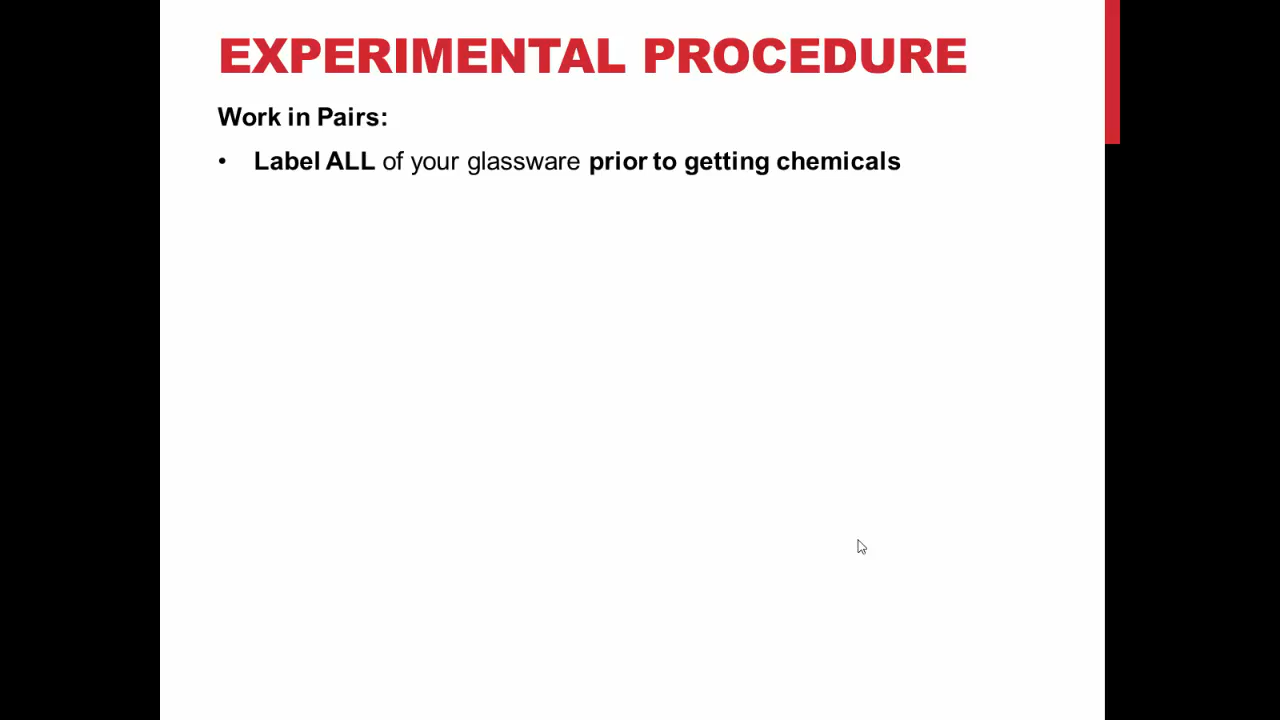 EXPERIMENTAL PROCEDURE
Work in Pairs:
• Label ALL of your glassware prior to getting chemicals